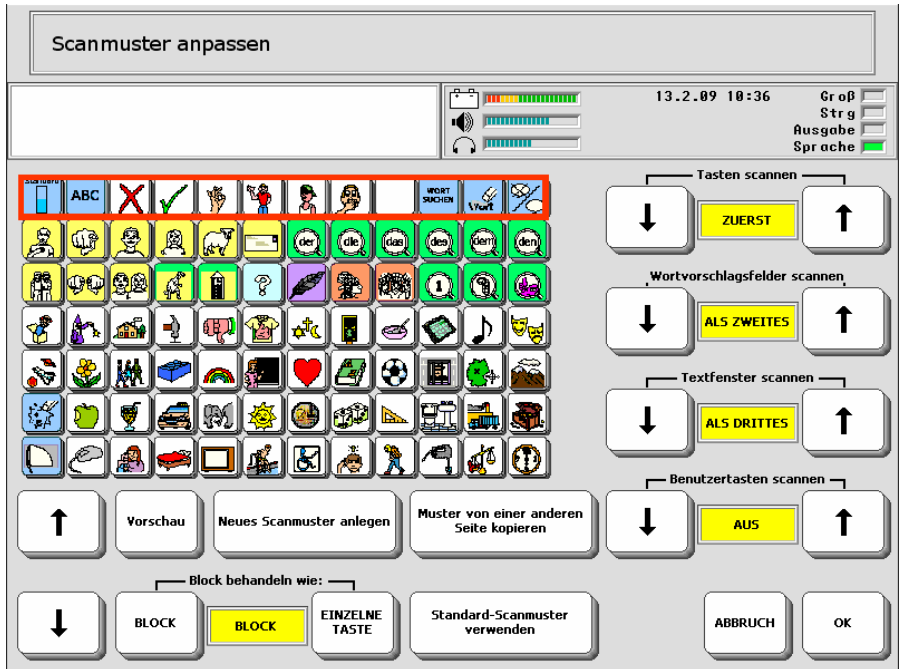 Scanmuster anpassen
13.2.09 10:36
Groß
Strg
Ausgabe
Sprache
Tasten scannen
ZUERST
Standard
ABC
WORT
SUCHEN
Wort
der
die
das
des
dem
den
?
1
Wortvorschlagsfelder scannen
ALS ZWEITES
Textfenster scannen
ALS DRITTES
Benutzertasten scannen
AUS
Vorschau
Neues Scanmuster anlegen
Muster von einer anderen
Seite kopieren
Block behandeln wie:
BLOCK
BLOCK
EINZELNE
TASTE
Standard-Scanmuster
verwenden
ABBRUCH
OK